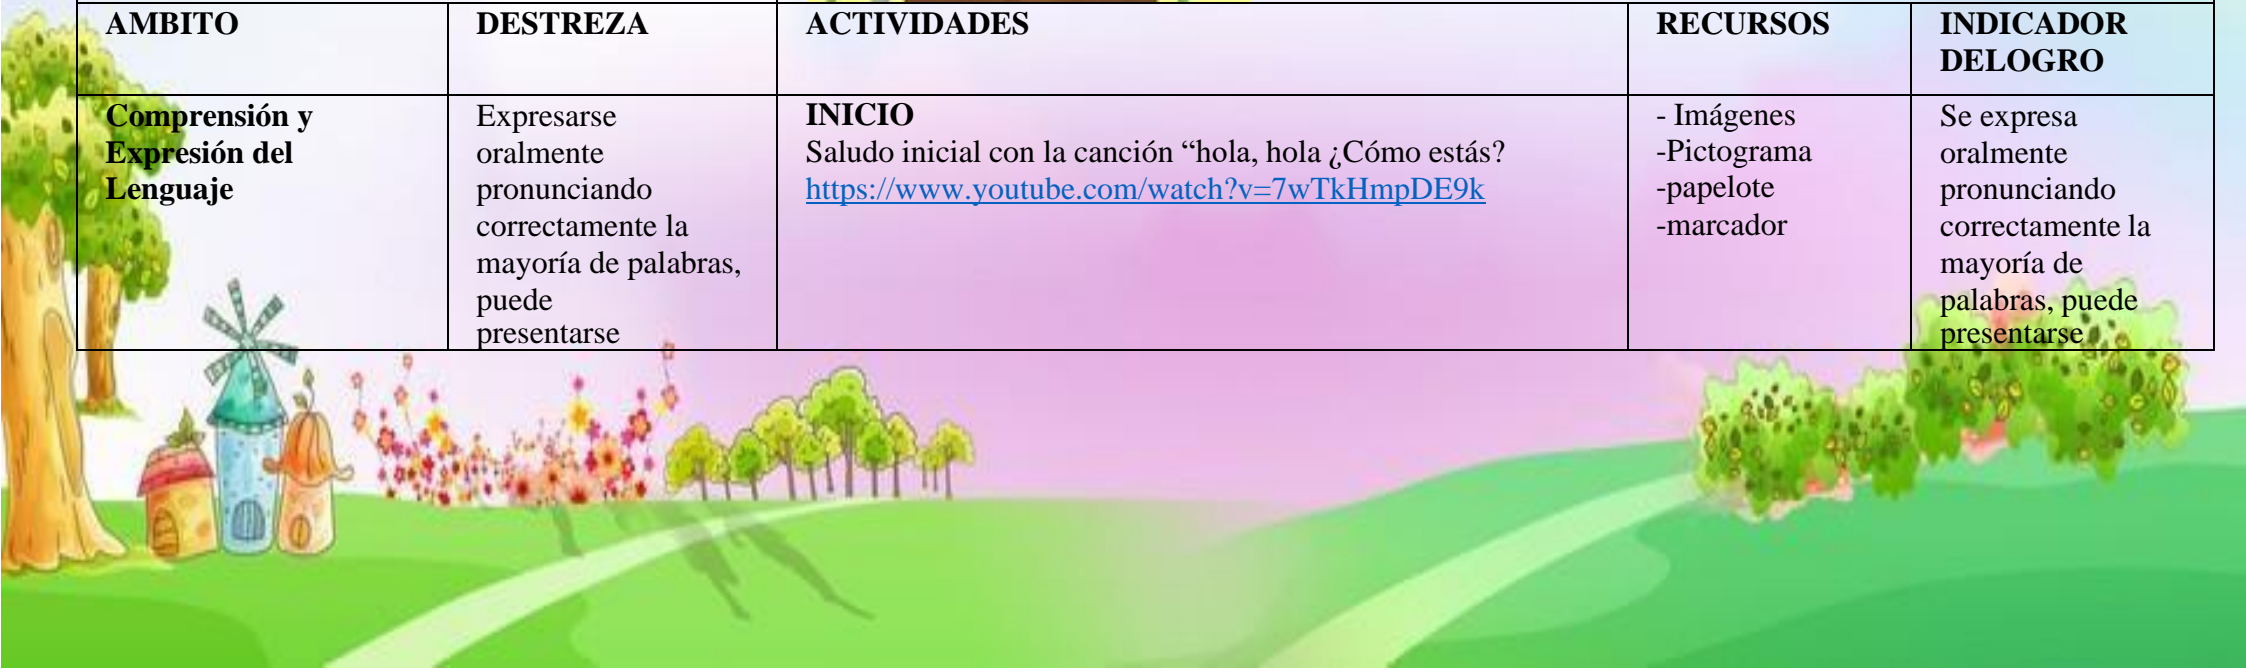 AMBITO
DESTREZA
ACTIVIDADES
RECURSOS
INDICADOR
DELOGRO
Comprensión y
Expresión del
Lenguaje
Expresarse
oralmente
pronunciando
correctamente la
mayoría de palabras,
puede
presentarse
INICIO
Saludo inicial con la canción “hola, hola ¿Cómo estás?
https://www.youtube.com/watch?v=7wTkHmpDE9k
- Imágenes
-Pictograma
-papelote
-marcador
Se expresa
oralmente
pronunciando
correctamente la
mayoría de
palabras, puede
presentarse